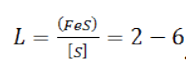 L = (FeS) / [S] = 2 − 6.